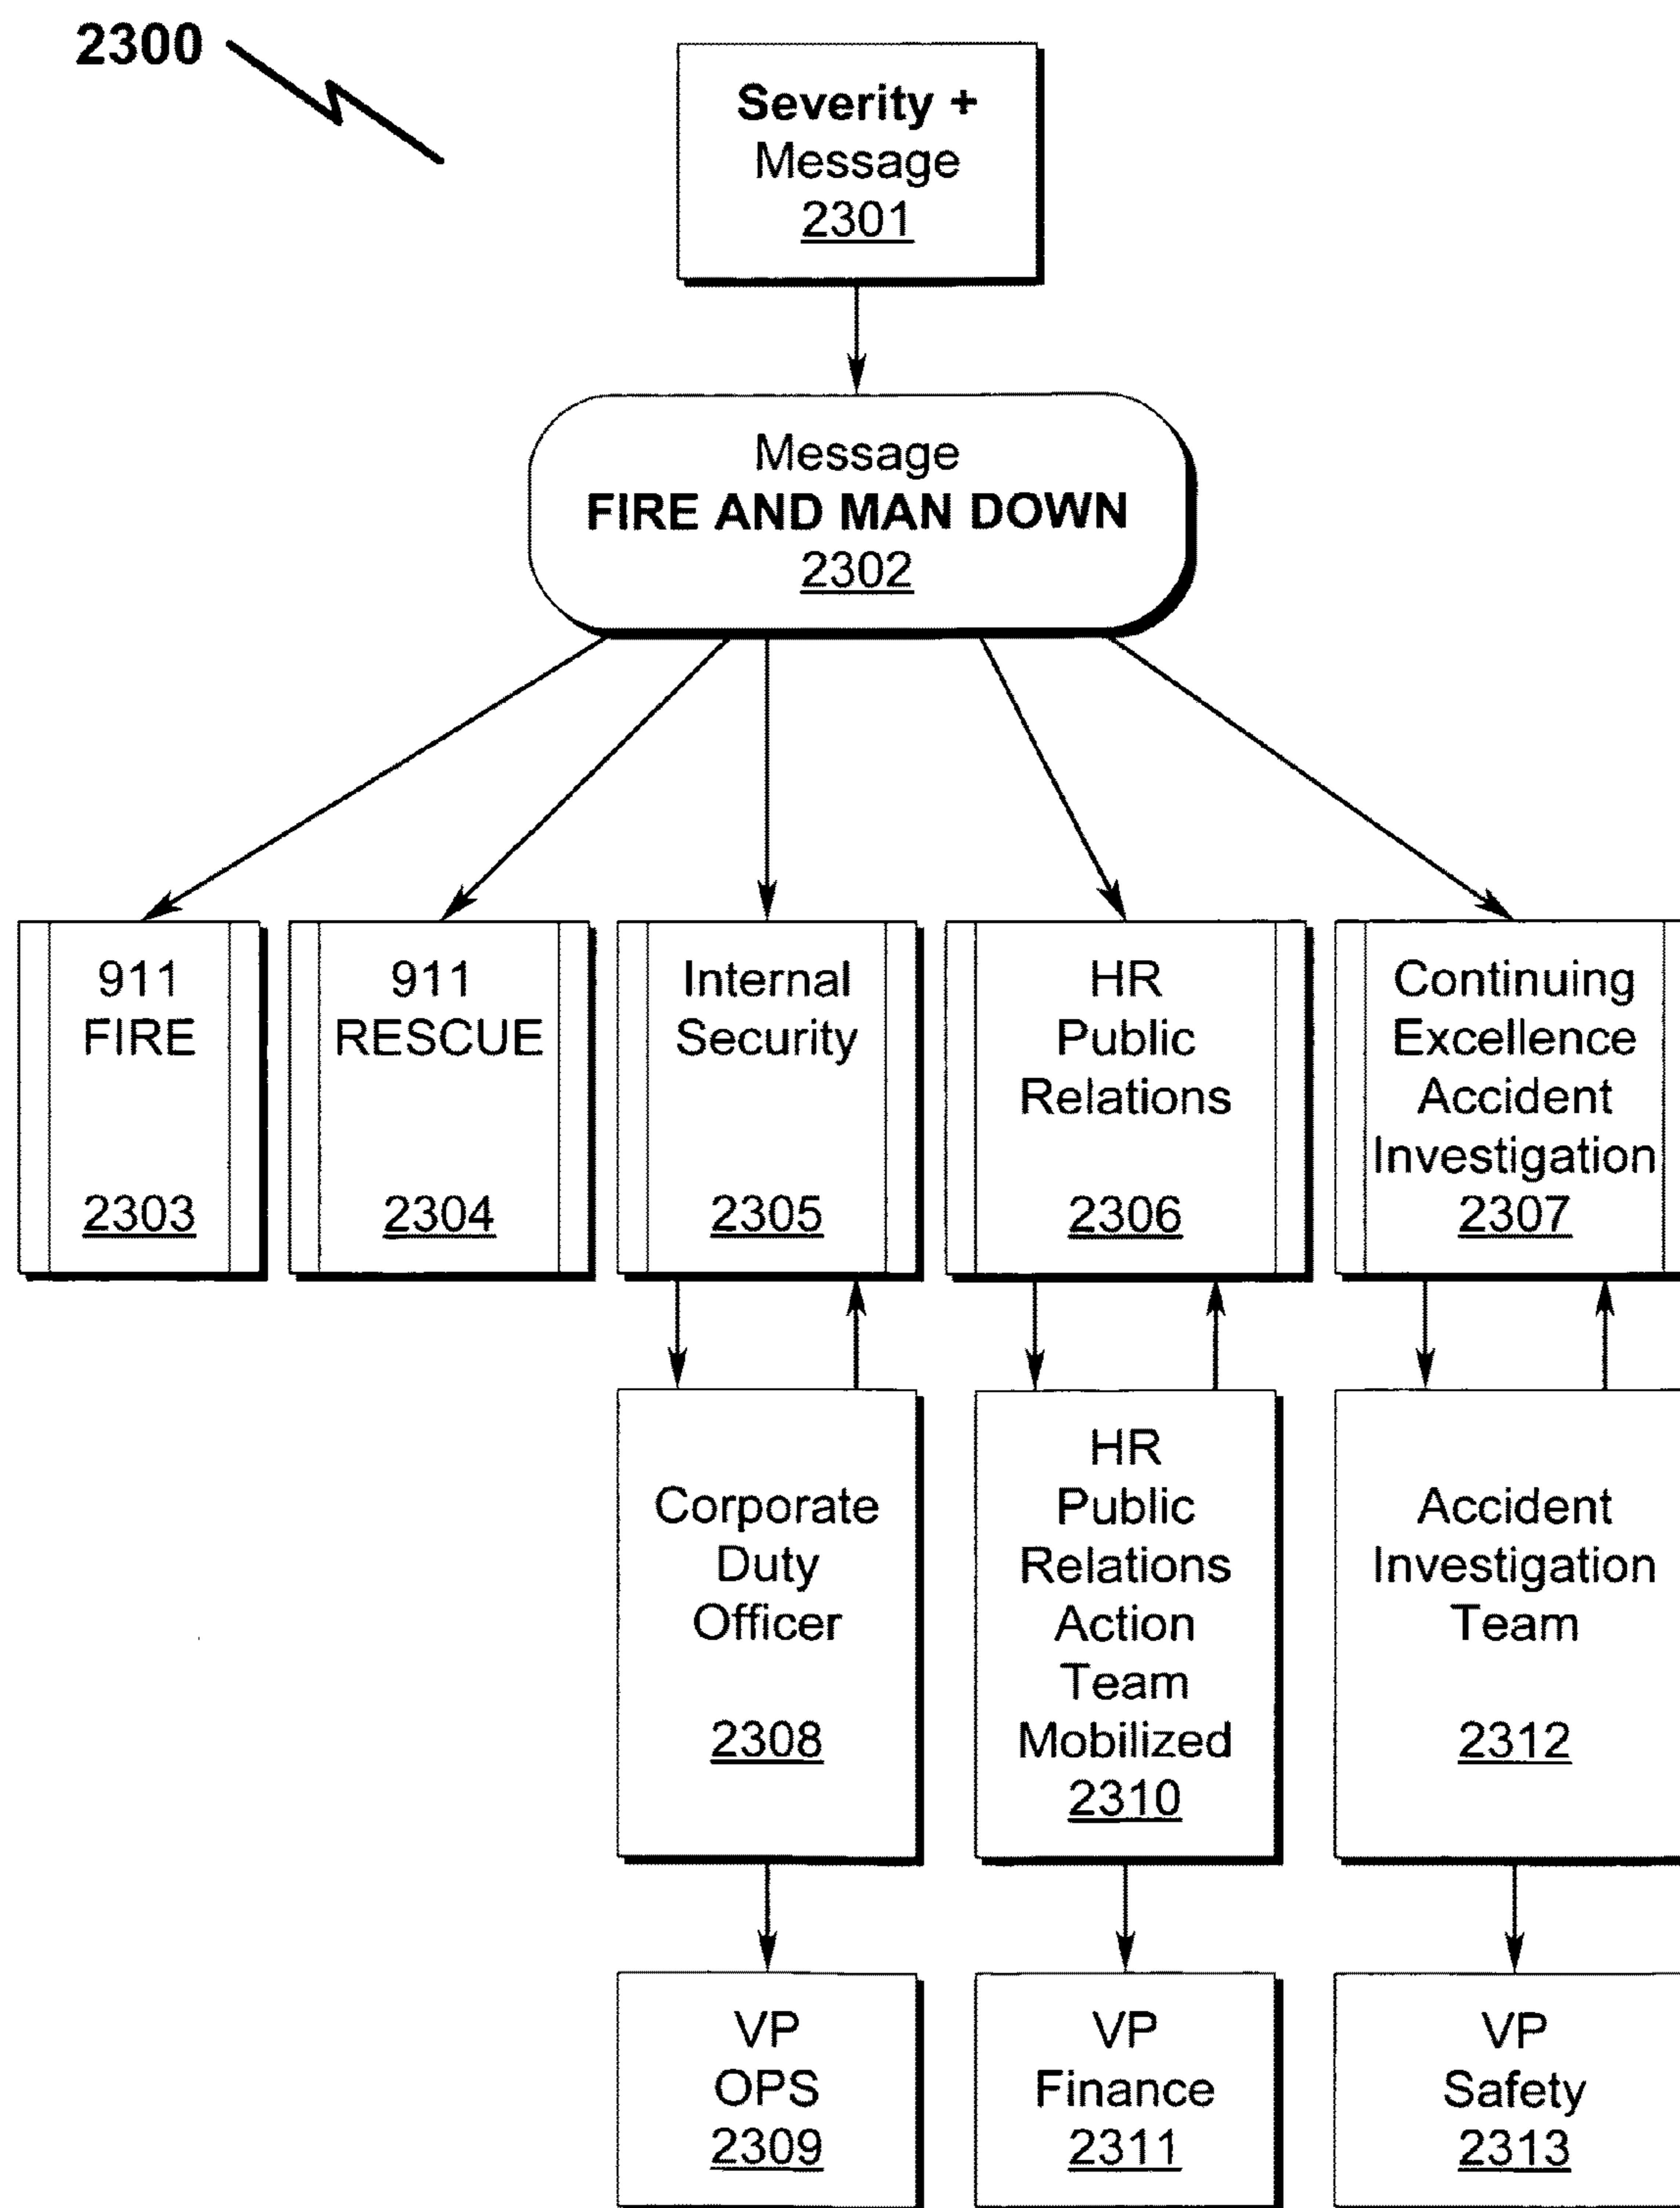 2300
Severity +
Message
2301
Message
FIRE AND MAN DOWN
2302
911
FIRE
2303
911
RESCUE
2304
Internal
Security
2305
HR
Public
Relations
2306
Continuing
Excellence
Accident
Investigation
2307
Corporate
Duty
Officer
2308
HR
Public
Relations
Action
Team
Mobilized
2310
Accident
Investigation
Team
2312
VP
OPS
2309
VP
Finance
2311
VP
Safety
2313